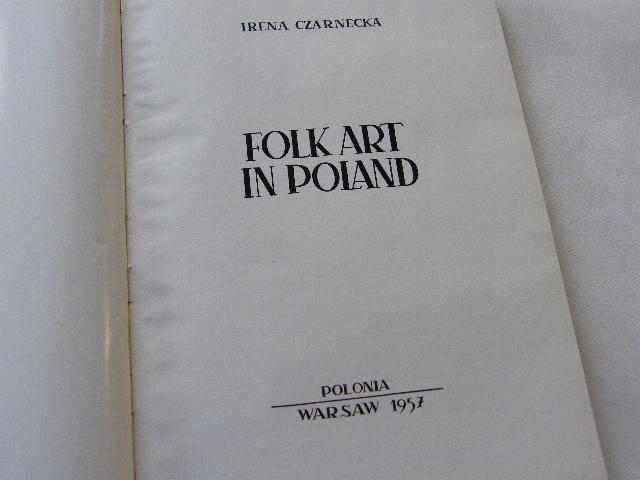 IRENA CZARNECKA
FOLK ART
IN POLAND
POLONIA
WARSAW 1957